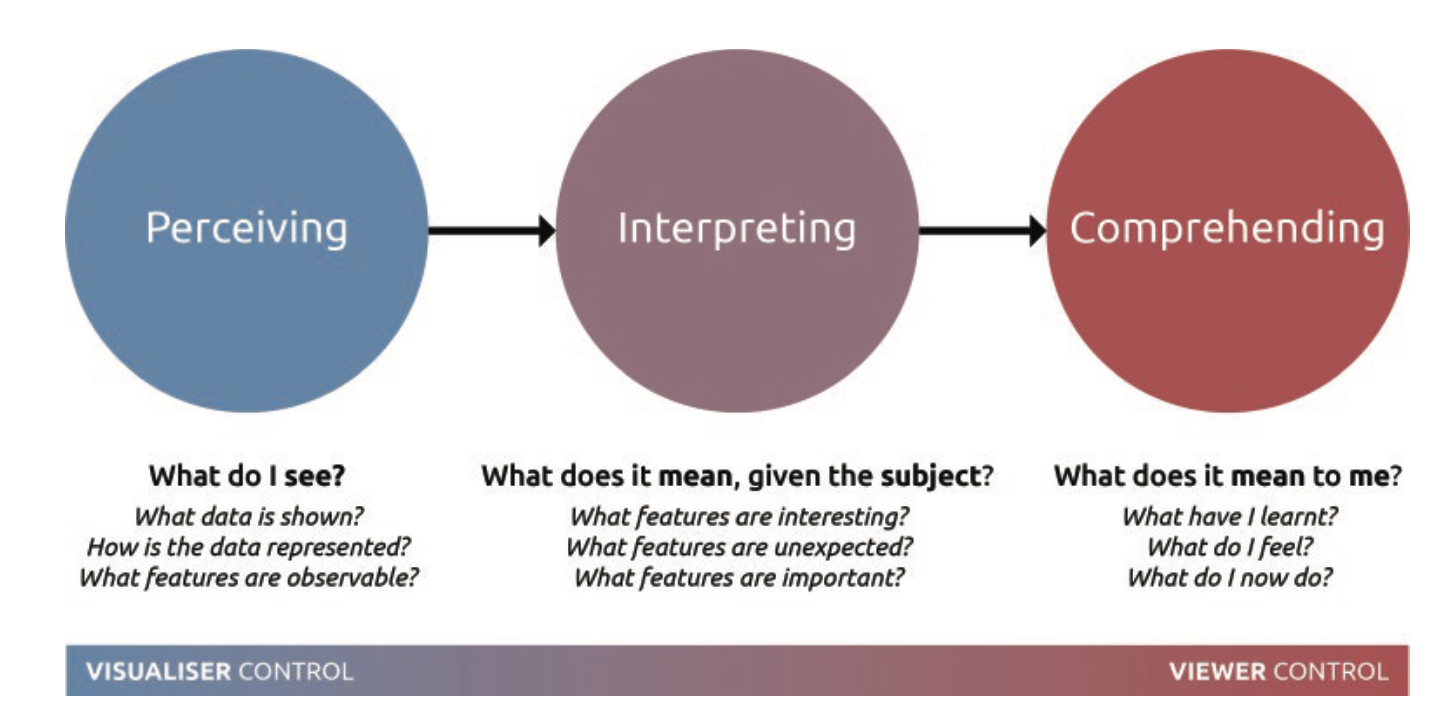 Perceiving
Interpreting
Comprehending
What do I see?
What data is shown?
How is the data represented?
What features are observable?
What does it mean, given the subject?
What features are interesting?
What features are unexpected?
What features are important?
What does it mean to me?
What have I learnt?
What do I feel?
What do I now do?
VISUALISER CONTROL
VIEWER CONTROL